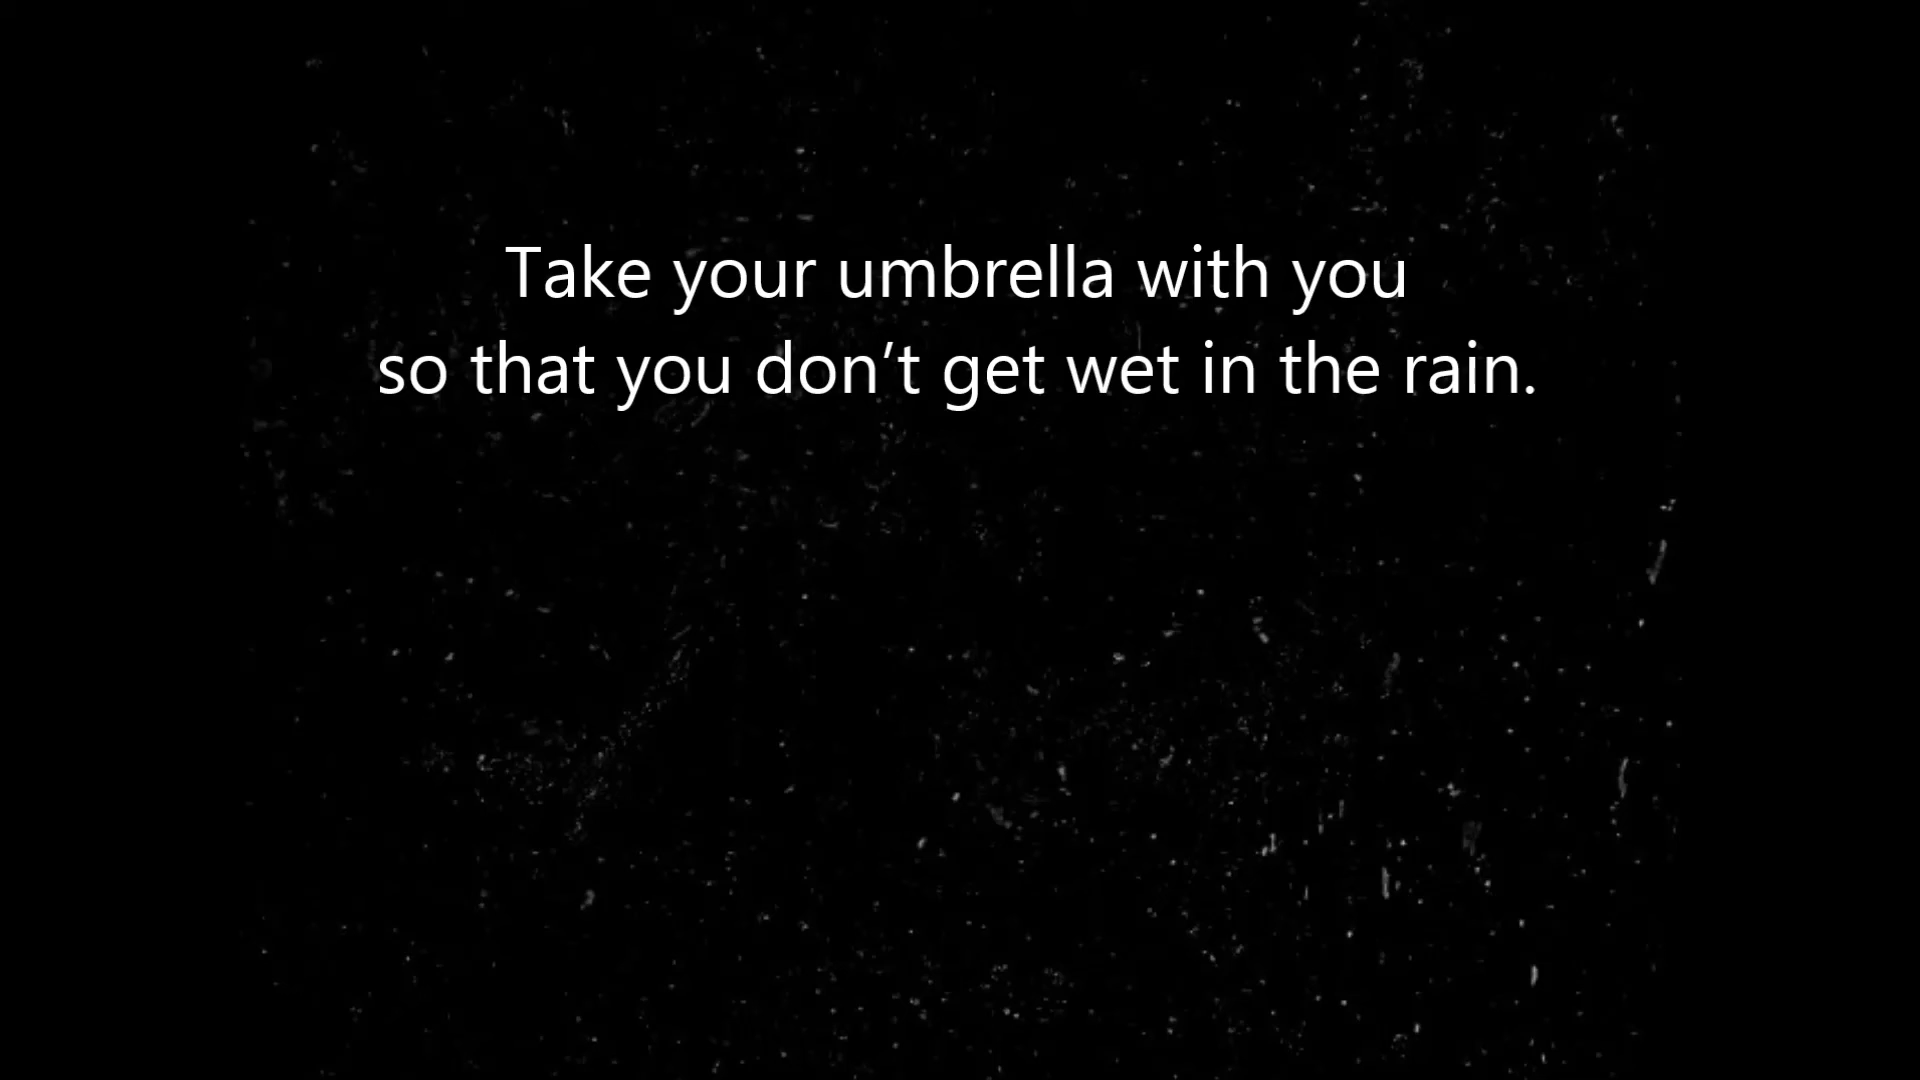 Take your umbrella with you
so that you don’t get wet in the rain.